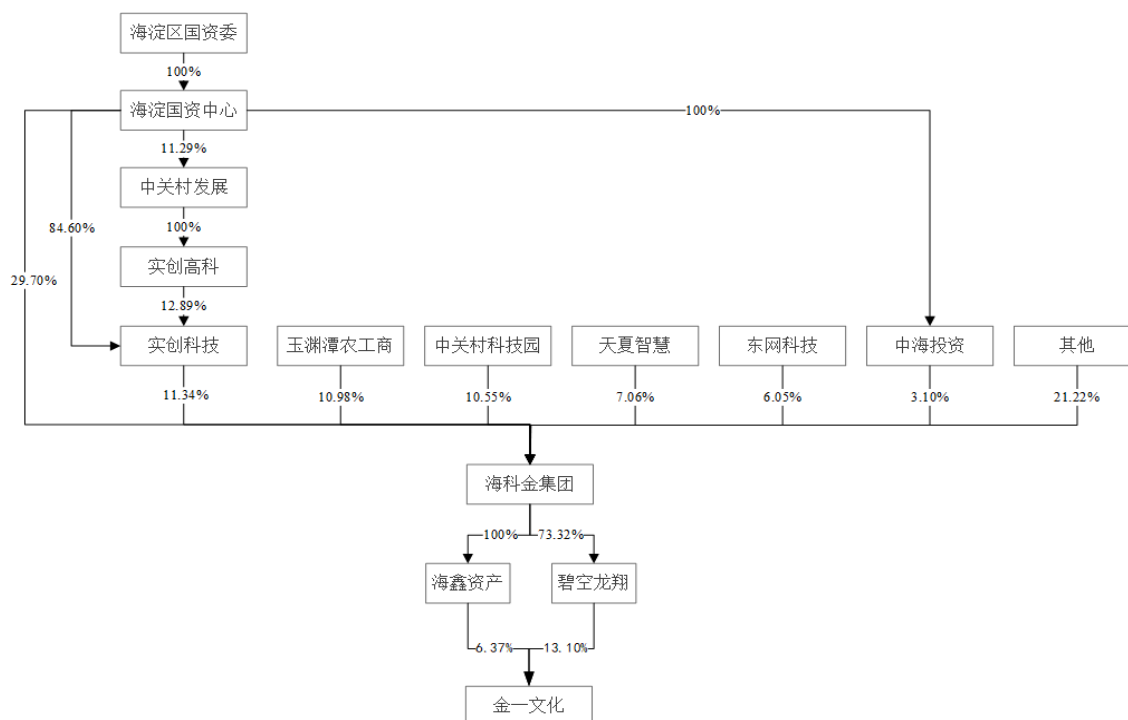 海淀区国资委
100%
海淀国资中心
100%
11.29%
中关村发展
84.60%
100%
实创高科
29.70%
12.89%
实创科技
玉渊潭农工商
中关村科技园
天夏智慧
东网科技
中海投资
其他
11.34%
10.98%
10.55%
7.06%
6.05%
3.10%
21.22%
海科金集团
100%
73.32%
海鑫资产
碧空龙翔
6.37%
13.10%
金一文化